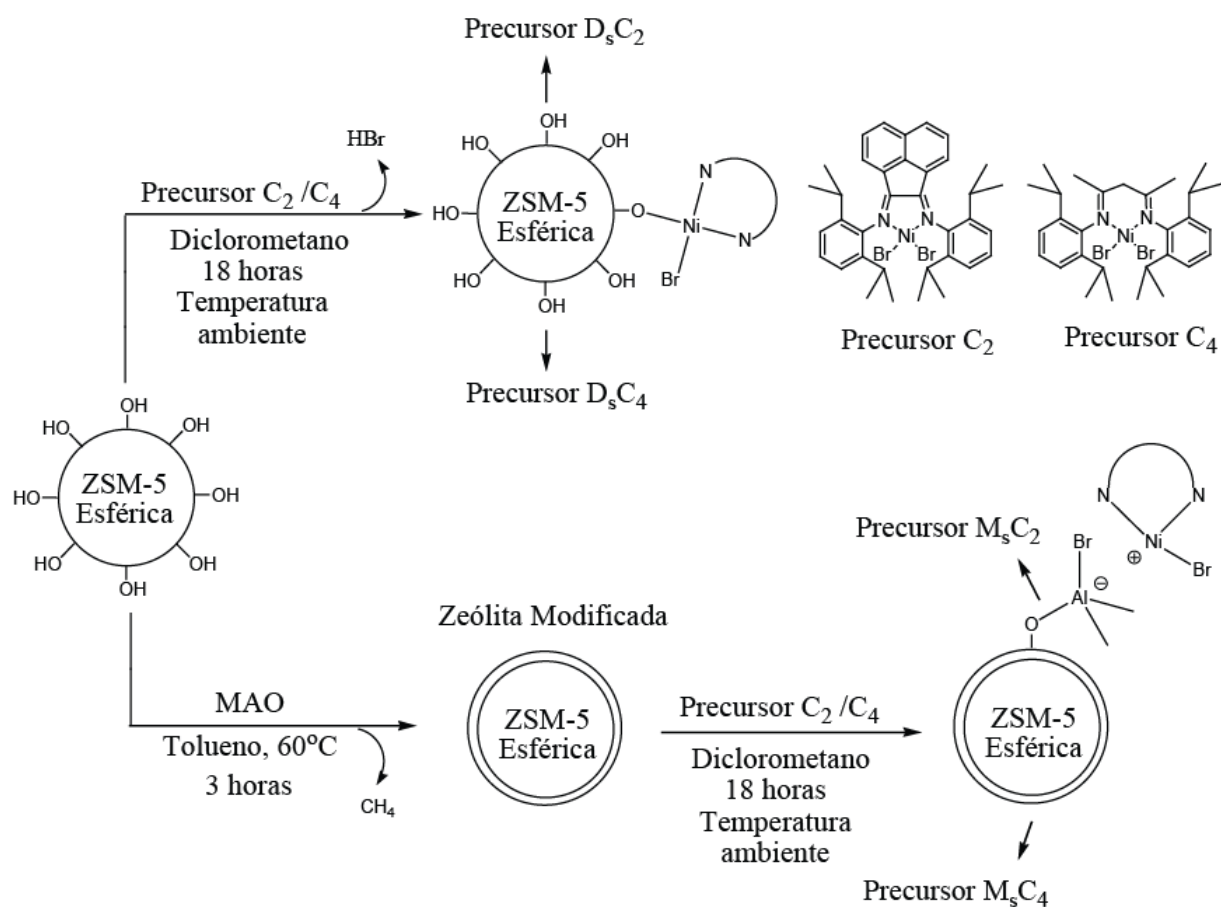 Precursor DₛC₂
HBr
Precursor C₂ /C₄
Diclorometano
18 horas
Temperatura
ambiente
OH
HO
OH
HO
OH
HO
O
HO
OH
OH
ZSM-5
Esférica
N
Ni
N
Br
Precursor DₛC₄
N
N
Ni
Br
Br
Precursor C₂
N
N
Ni
Br
Br
Precursor C₄
OH
HO
OH
HO
OH
HO
OH
OH
ZSM-5
Esférica
MAO
Tolueno, 60ºC
3 horas
CH₄
Zeólita Modificada
ZSM-5
Esférica
Precursor C₂ /C₄
Diclorometano
18 horas
Temperatura
ambiente
Precursor MₛC₂
N
N
Ni
⊕
Br
Br
Al
⊖
O
ZSM-5
Esférica
Precursor MₛC₄